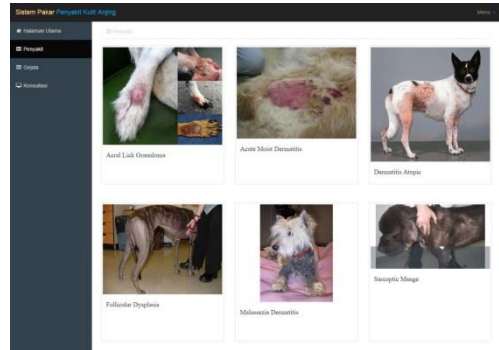 Sistem Pakar Penyakit Kulit Anjing
Menu
Halaman Utama
Penyakit
Penyakit
Gejala
Konsultasi
Acral Lick Granuloma
Acute Moist Dermatitis
Dermatitis Atopic
Follicular Dysplasia
Malassezia Dermatitis
Sarcoptic Mange